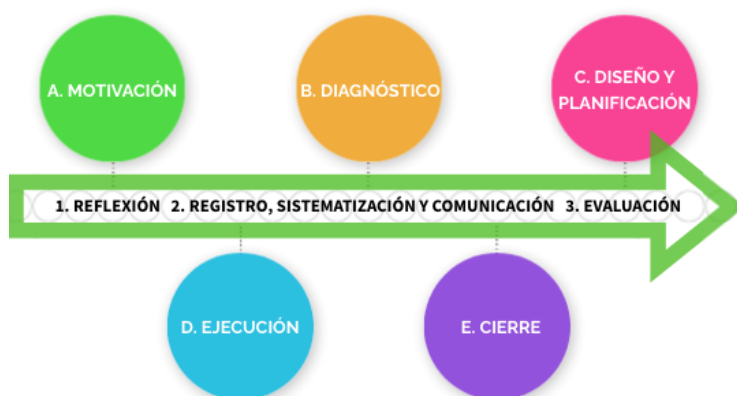 A. MOTIVACIÓN
B. DIAGNÓSTICO
C. DISEÑO Y
PLANIFICACIÓN
1. REFLEXIÓN 2. REGISTRO, SISTEMATIZACIÓN Y COMUNICACIÓN 3. EVALUACIÓN
D. EJECUCIÓN
E. CIERRE